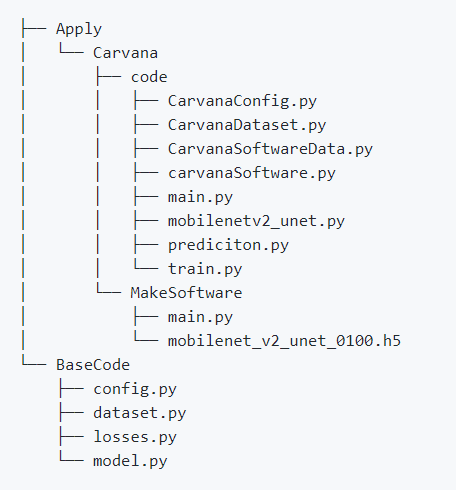 ├── Apply
│   └── Carvana
│       ├── code
│       │   ├── CarvanaConfig.py
│       │   ├── CarvanaDataset.py
│       │   ├── CarvanaSoftwareData.py
│       │   ├── carvanaSoftware.py
│       │   ├── main.py
│       │   ├── mobilenetv2_unet.py
│       │   ├── prediciton.py
│       │   └── train.py
│       └── MakeSoftware
│           ├── main.py
│           └── mobilenet_v2_unet_0100.h5
└── BaseCode
    ├── config.py
    ├── dataset.py
    ├── losses.py
    └── model.py